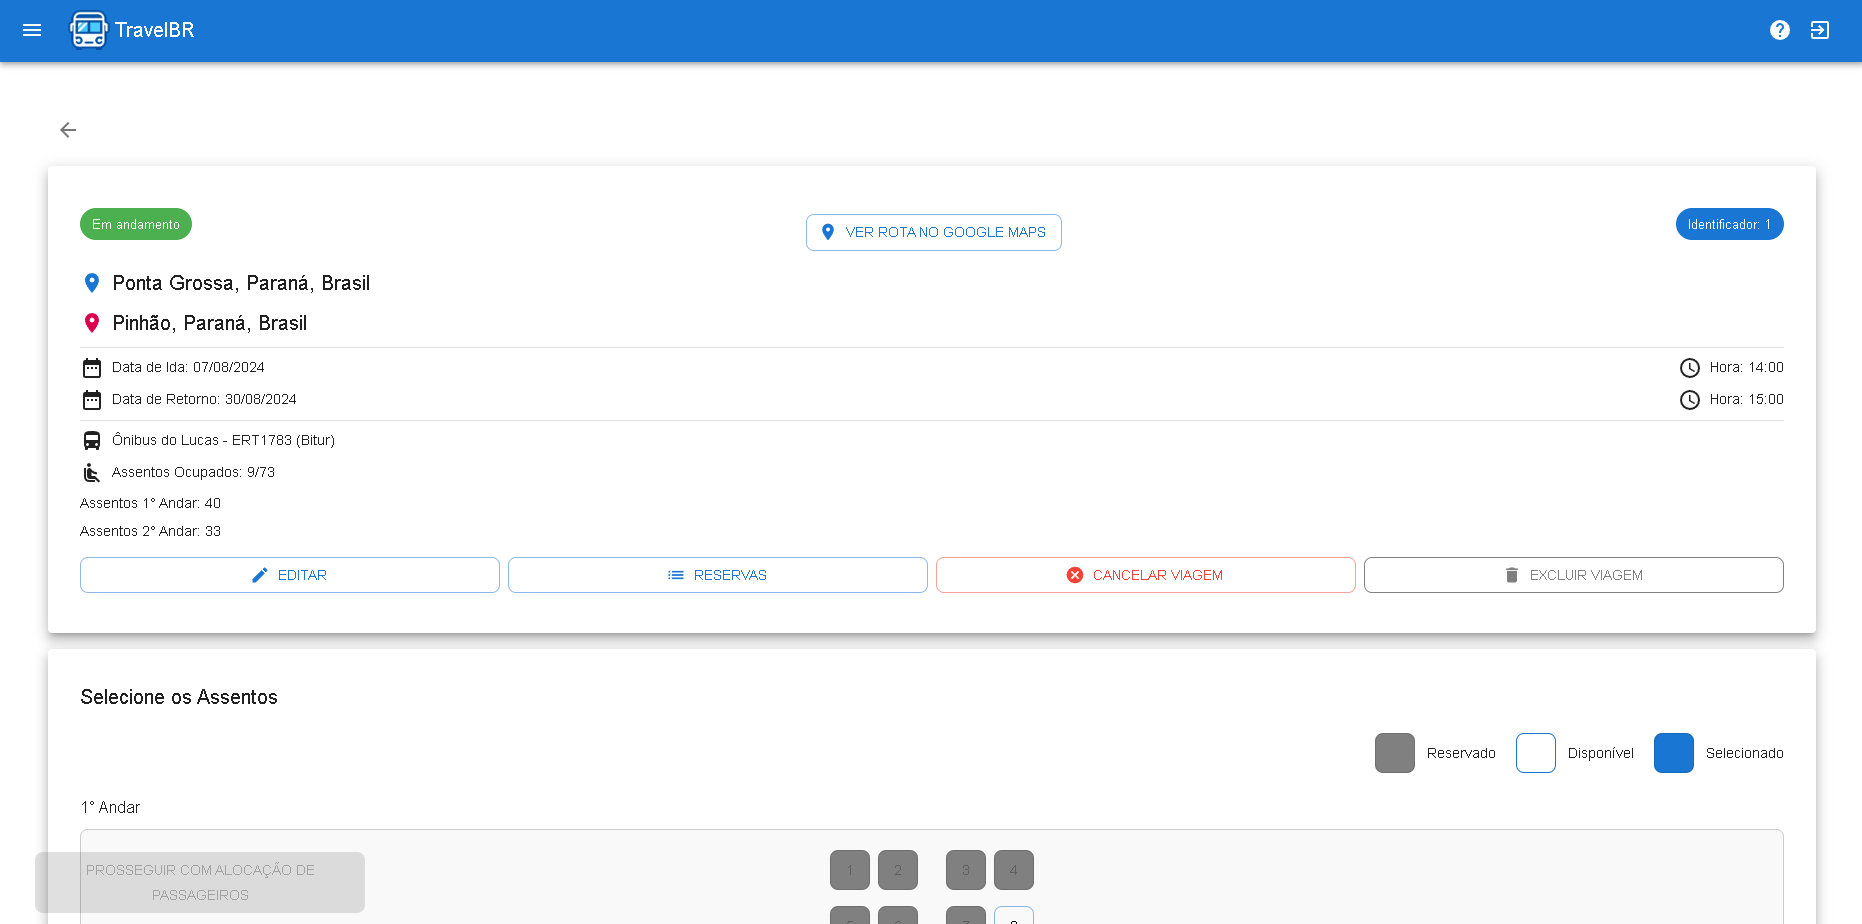 TravelBR
Em andamento
VER ROTA NO GOOGLE MAPS
Identificador: 1
Ponta Grossa, Paraná, Brasil
Pinhão, Paraná, Brasil
Data de Ida: 07/08/2024
Hora: 14:00
Data de Retorno: 30/08/2024
Hora: 15:00
Ônibus do Lucas - ERT1783 (Bitur)
Assentos Ocupados: 9/73
Assentos 1° Andar: 40
Assentos 2° Andar: 33
EDITAR
RESERVAS
CANCELAR VIAGEM
EXCLUIR VIAGEM
Selecione os Assentos
Reservado
Disponível
Selecionado
1° Andar
1 2 3 4
PROSSEGUIR COM ALOCAÇÃO DE
PASSAGEIROS